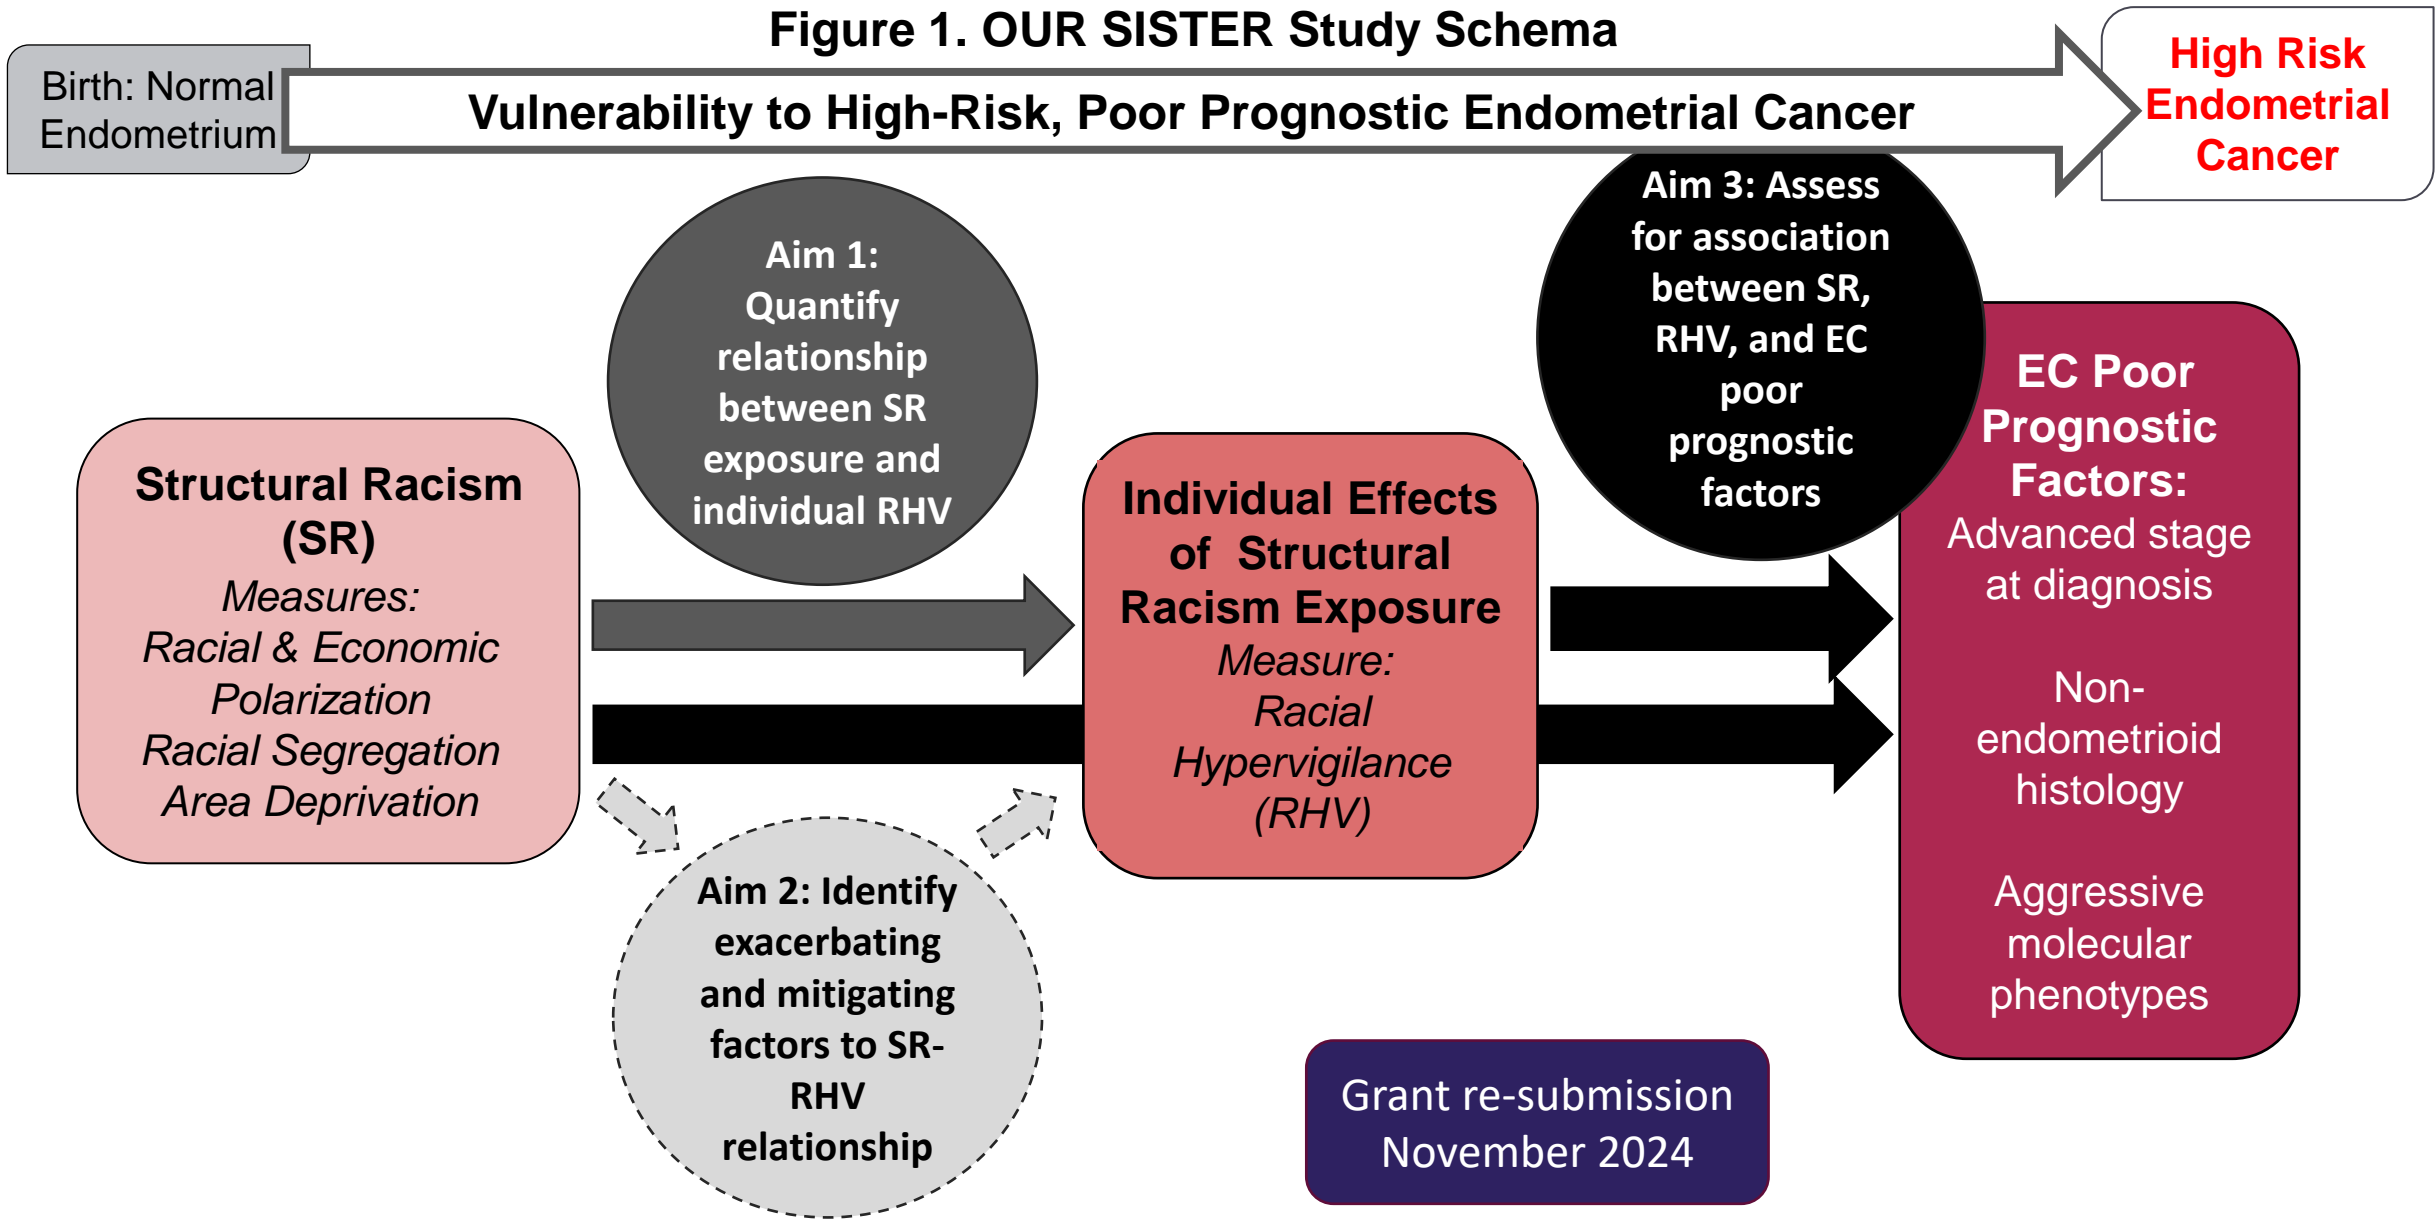 Figure 1. OUR SISTER Study Schema
Birth: Normal
Endometrium
Vulnerability to High-Risk, Poor Prognostic Endometrial Cancer
High Risk
Endometrial
Cancer
Aim 1:
Quantify
relationship
between SR
exposure and
individual RHV
Aim 3: Assess
for association
between SR,
RHV, and EC
poor
prognostic
factors
Structural Racism
(SR)
Measures:
Racial & Economic
Polarization
Racial Segregation
Area Deprivation
Individual Effects
of  Structural
Racism Exposure
Measure:
Racial
Hypervigilance
(RHV)
EC Poor
Prognostic
Factors:
Advanced stage
at diagnosis
Non-
endometrioid
histology
Aggressive
molecular
phenotypes
Aim 2: Identify
exacerbating
and mitigating
factors to SR-
RHV
relationship
Grant re-submission
November 2024